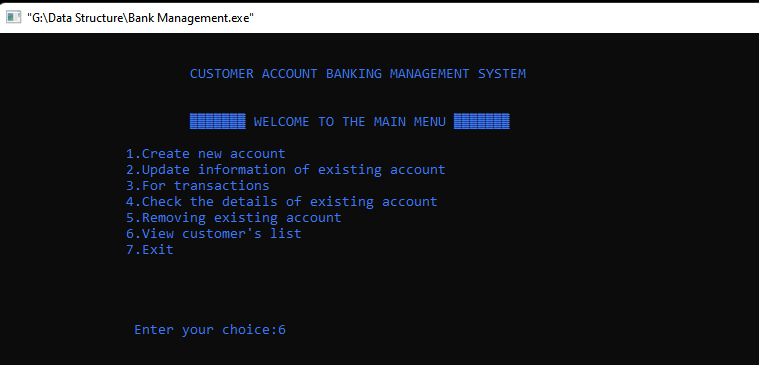 "G:\Data Structure\Bank Management.exe"
CUSTOMER ACCOUNT BANKING MANAGEMENT SYSTEM
▓▓▓▓▓▓▓ WELCOME TO THE MAIN MENU ▓▓▓▓▓▓▓
1.Create new account
2.Update information of existing account
3.For transactions
4.Check the details of existing account
5.Removing existing account
6.View customer's list
7.Exit
Enter your choice:6